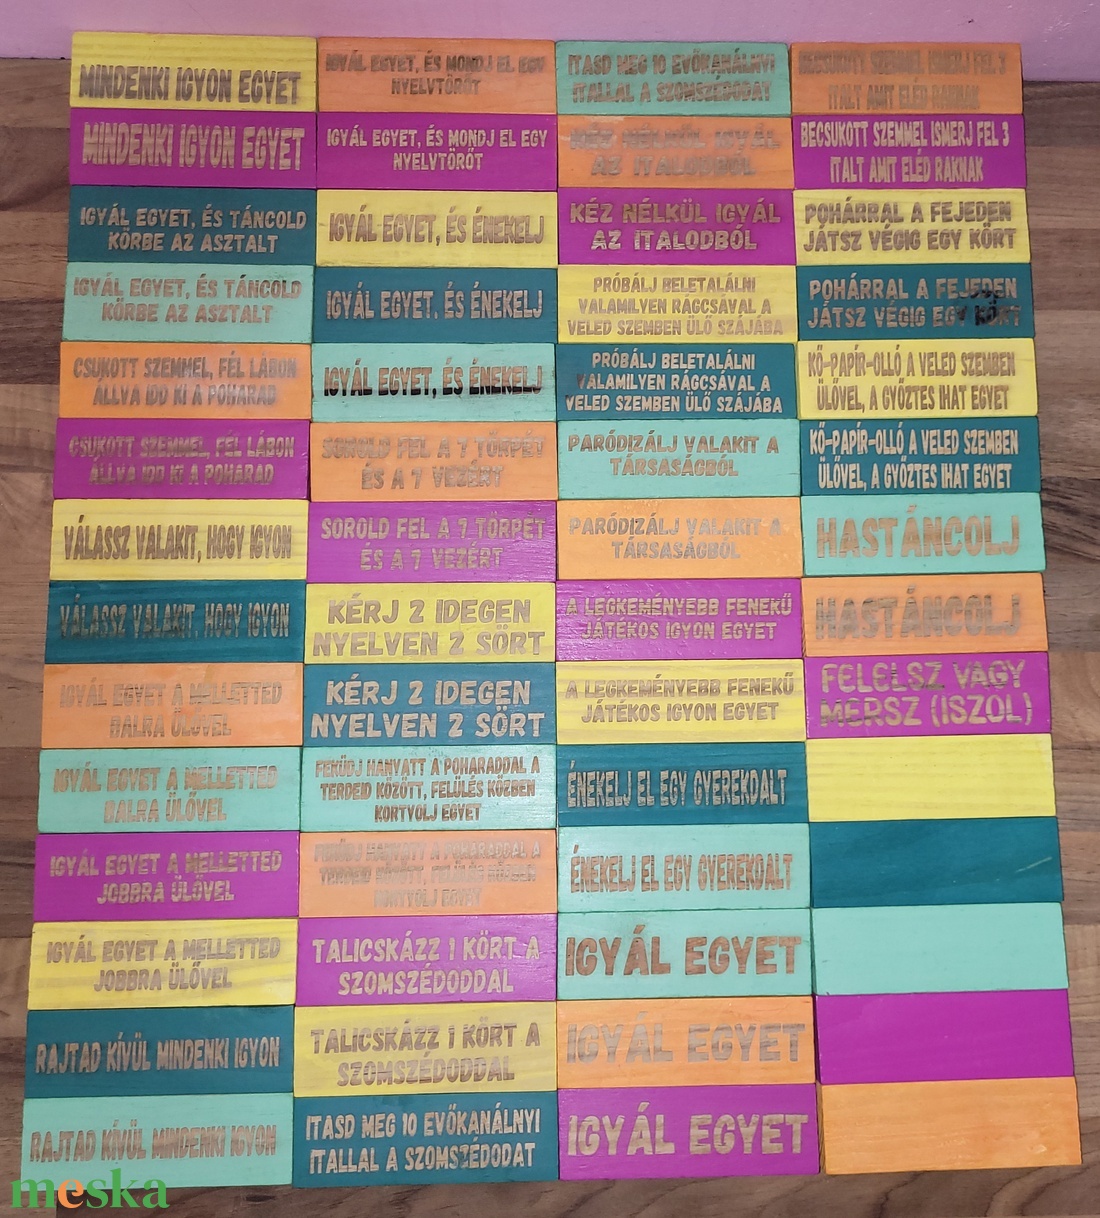 MINDENKI IGYON EGYET
MINDENKI IGYON EGYET
IGYÁL EGYET, ÉS TÁNCOLD
KÖRBE AZ ASZTALT
IGYÁL EGYET, ÉS TÁNCOLD
KÖRBE AZ ASZTALT
CSUKOTT SZEMMEL, FÉL LÁBON
ÁLLVA IDD KI A POHARAD
CSUKOTT SZEMMEL, FÉL LÁBON
ÁLLVA IDD KI A POHARAD
VÁLASSZ VALAKIT, HOGY IGYON
VÁLASSZ VALAKIT, HOGY IGYON
IGYÁL EGYET A MELLETTED
BALRA ÜLŐVEL
IGYÁL EGYET A MELLETTED
BALRA ÜLŐVEL
IGYÁL EGYET A MELLETTED
JOBBRA ÜLŐVEL
IGYÁL EGYET A MELLETTED
JOBBRA ÜLŐVEL
RAJTAD KÍVÜL MINDENKI IGYON
RAJTAD KÍVÜL MINDENKI IGYON
IGYÁL EGYET, ÉS MONDJ EL EGY
NYELVTÖRŐT
IGYÁL EGYET, ÉS MONDJ EL EGY
NYELVTÖRŐT
IGYÁL EGYET, ÉS ÉNEKELJ
IGYÁL EGYET, ÉS ÉNEKELJ
IGYÁL EGYET, ÉS ÉNEKELJ
SOROLD FEL A 7 TÖRPÉT
ÉS A 7 VEZÉRT
SOROLD FEL A 7 TÖRPÉT
ÉS A 7 VEZÉRT
KÉRJ 2 IDEGEN
NYELVEN 2 SÖRT
KÉRJ 2 IDEGEN
NYELVEN 2 SÖRT
FEKÜDJ HANYATT A POHARADDAL A
TÉRDEID KÖZÖTT, FELÜLÉS KÖZBEN
KORTYOLJ EGYET
FEKÜDJ HANYATT A POHARADDAL A
TÉRDEID KÖZÖTT, FELÜLÉS KÖZBEN
KORTYOLJ EGYET
TALICSKÁZZ 1 KÖRT A
SZOMSZÉDODDAL
TALICSKÁZZ 1 KÖRT A
SZOMSZÉDODDAL
ITASD MEG 10 EVŐKANÁLNYI
ITALLAL A SZOMSZÉDODAT
ITASD MEG 10 EVŐKANÁLNYI
ITALLAL A SZOMSZÉDODAT
KÉZ NÉLKÜL IGYÁL
AZ ITALODBÓL
KÉZ NÉLKÜL IGYÁL
AZ ITALODBÓL
PRÓBÁLJ BELETALÁLNI
VALAMILYEN RÁGCSÁVAL A
VELED SZEMBEN ÜLŐ SZÁJÁBA
PRÓBÁLJ BELETALÁLNI
VALAMILYEN RÁGCSÁVAL A
VELED SZEMBEN ÜLŐ SZÁJÁBA
PARÓDIZÁLJ VALAKIT A
TÁRSASÁGBÓL
PARÓDIZÁLJ VALAKIT A
TÁRSASÁGBÓL
A LEGKEMÉNYEBB FENEKŰ
JÁTÉKOS IGYON EGYET
A LEGKEMÉNYEBB FENEKŰ
JÁTÉKOS IGYON EGYET
ÉNEKELJ EL EGY GYEREKDALT
ÉNEKELJ EL EGY GYEREKDALT
IGYÁL EGYET
IGYÁL EGYET
IGYÁL EGYET
BECSUKOTT SZEMMEL ISMERJ FEL 3
ITALT AMIT ELÉD RAKNAK
BECSUKOTT SZEMMEL ISMERJ FEL 3
ITALT AMIT ELÉD RAKNAK
POHÁRRAL A FEJEDEN
JÁTSZ VÉGIG EGY KÖRT
POHÁRRAL A FEJEDEN
JÁTSZ VÉGIG EGY KÖRT
KŐ-PAPÍR-OLLÓ A VELED SZEMBEN
ÜLŐVEL, A GYŐZTES IHAT EGYET
KŐ-PAPÍR-OLLÓ A VELED SZEMBEN
ÜLŐVEL, A GYŐZTES IHAT EGYET
HASTÁNCOLJ
HASTÁNCOLJ
FELELSZ VAGY
MERSZ (ISZOL)
meska